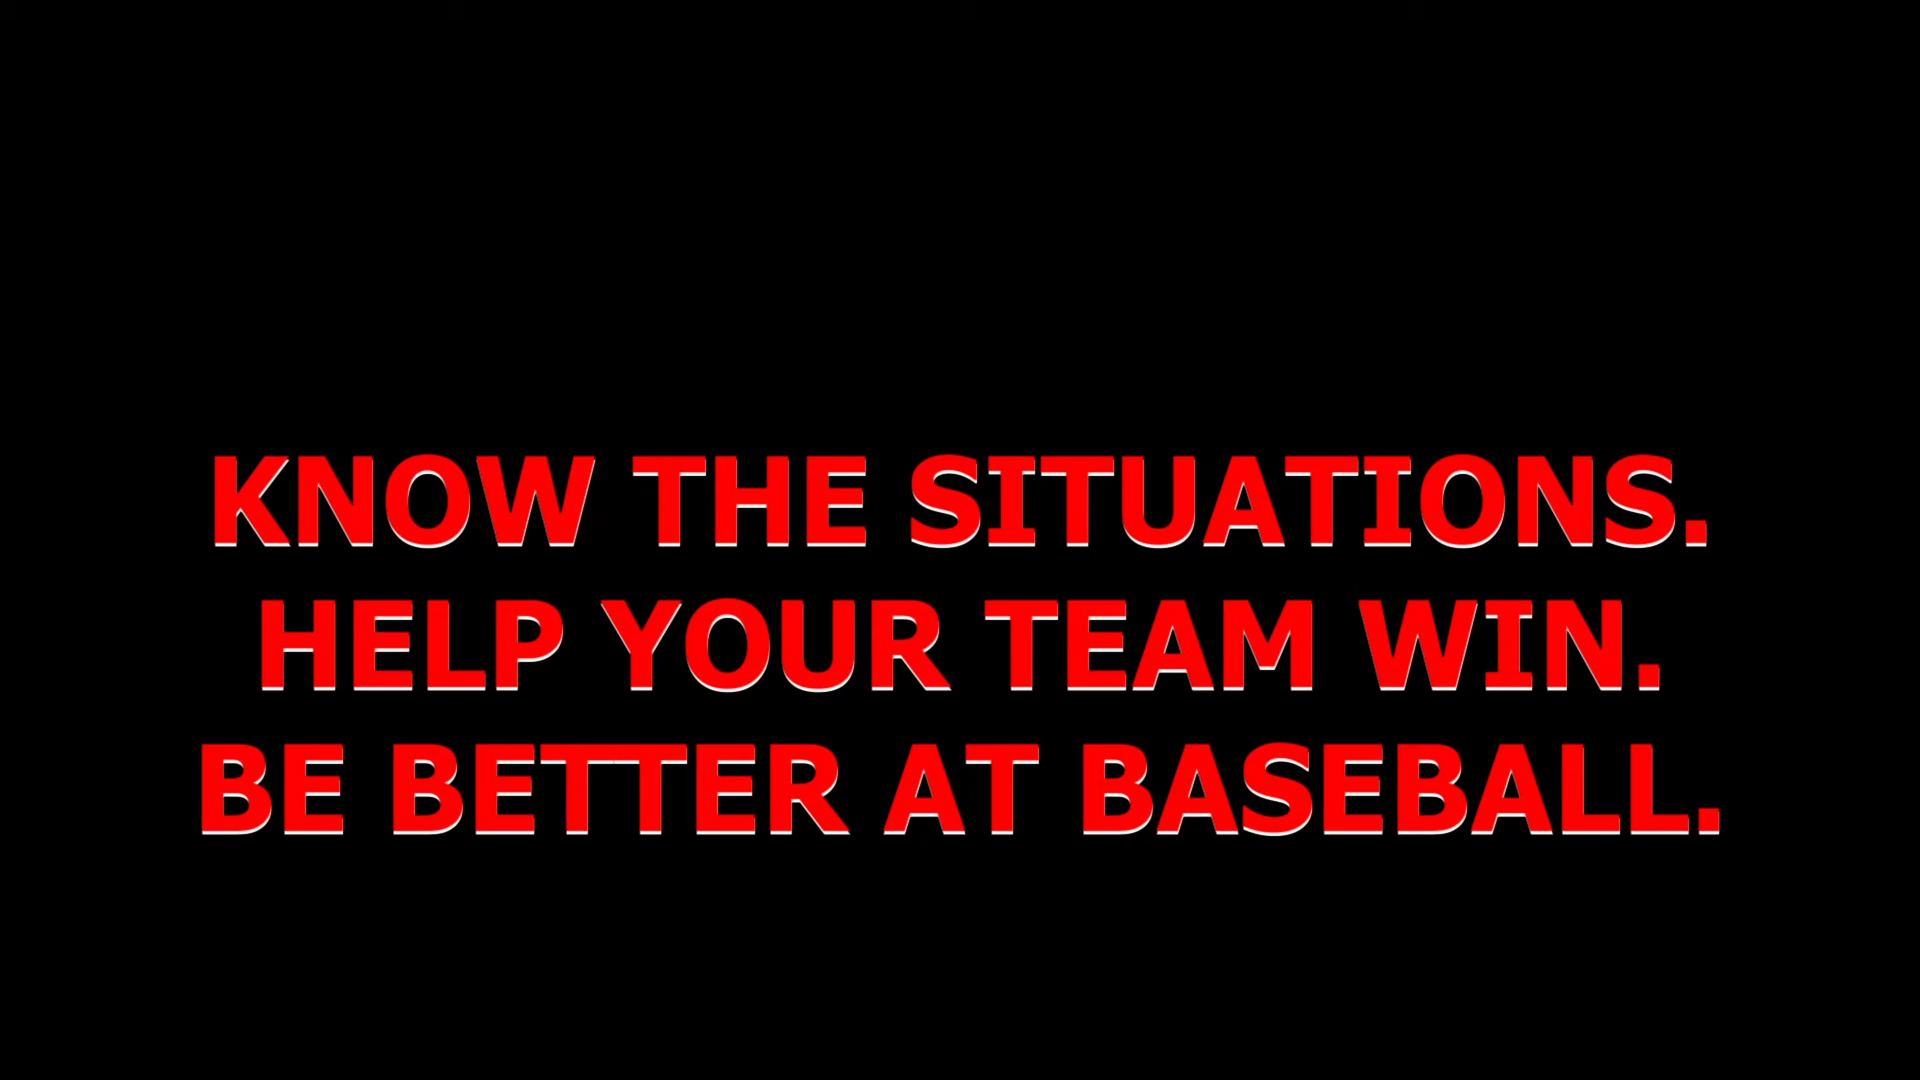 KNOW THE SITUATIONS.
HELP YOUR TEAM WIN.
BE BETTER AT BASEBALL.